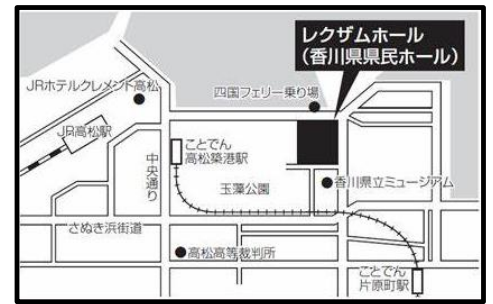 レクザムホール
(香川県県民ホール)
JRホテルクレメント高松
四国フェリー乗り場
JR高松駅
ことでん
高松築港駅
中央通り
玉藻公園
香川県立ミュージアム
さぬき浜街道
高松高等裁判所
ことでん
片原町駅